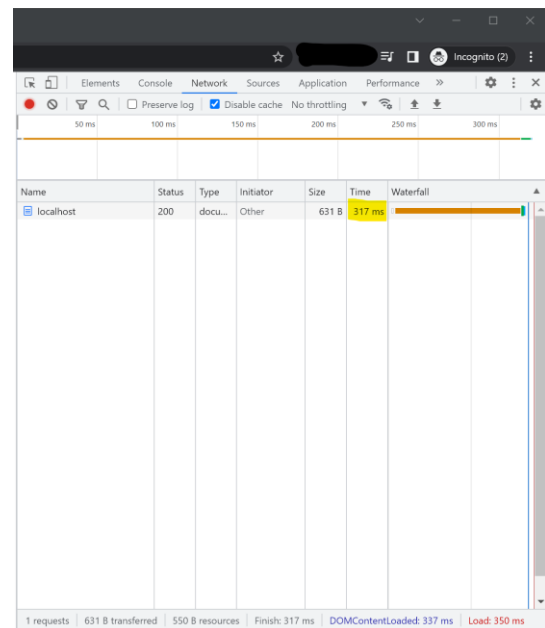 Incognito (2)
Elements Console Network Sources Application Performance »
Preserve log Disable cache No throttling
50 ms 100 ms 150 ms 200 ms 250 ms 300 ms
Name Status Type Initiator Size Time Waterfall
localhost 200 docu... Other 631 B 317 ms
1 requests 631 B transferred 550 B resources Finish: 317 ms DOMContentLoaded: 337 ms Load: 350 ms